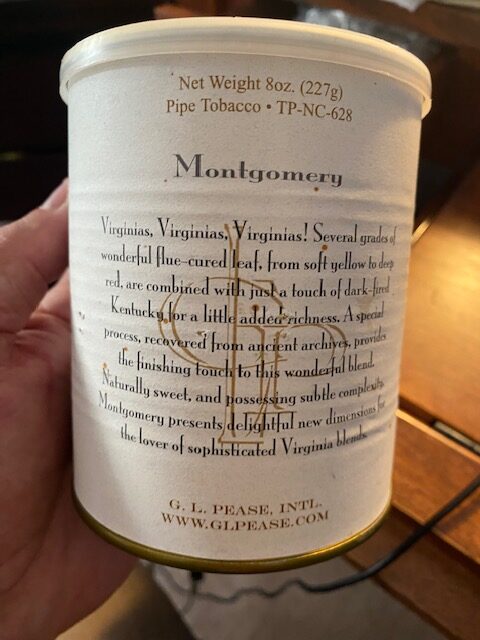 Net Weight 8oz. (227g)
Pipe Tobacco • TP-NC-628
Montgomery
Virginias, Virginias, Virginias! Several grades of
wonderful flue-cured leaf, from soft yellow to deep
red, are combined with just a touch of dark-fired
Kentucky for a little added richness. A special
process, recovered from ancient archives, provides
the finishing touch to this wonderful blend.
Naturally sweet, and possessing subtle complexity,
Montgomery presents delightful new dimensions for
the lover of sophisticated Virginia blends.
G. L. PEASE, INTL.
WWW.GLPEASE.COM